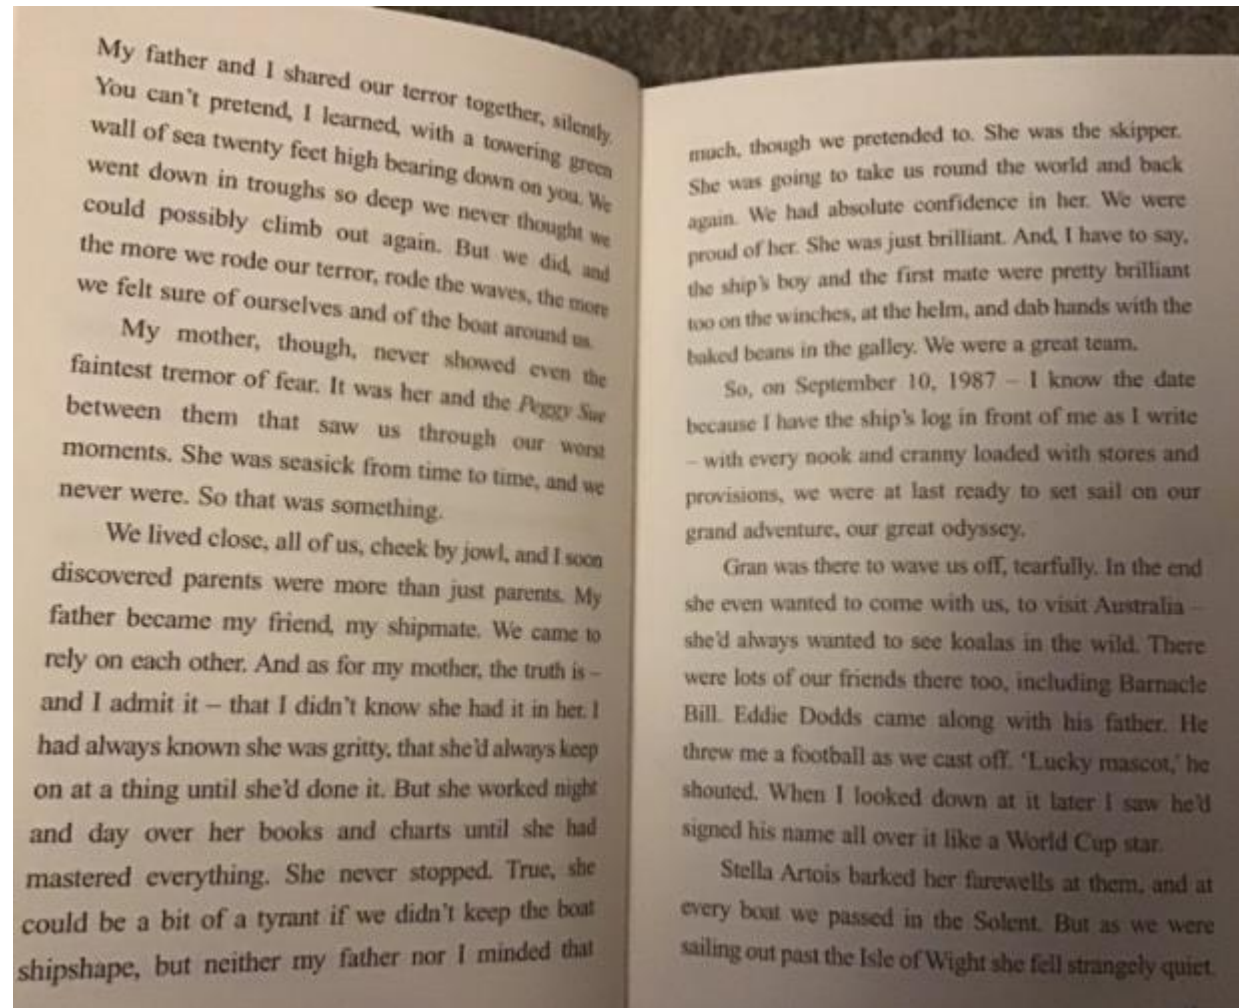 My father and I shared our terror together, silently.
You can't pretend, I learned, with a towering green
wall of sea twenty feet high bearing down on you. We
went down in troughs so deep we never thought we
could possibly climb out again. But we did, and
the more we rode our terror, rode the waves, the more
we felt sure of ourselves and of the boat around us.
My mother, though, never showed even the
faintest tremor of fear. It was her and the Peggy Sue
between them that saw us through our worst
moments. She was seasick from time to time, and we
never were. So that was something.
We lived close, all of us, cheek by jowl, and I soon
discovered parents were more than just parents. My
father became my friend, my shipmate. We came to
rely on each other. And as for my mother, the truth is –
and I admit it – that I didn't know she had it in her. I
had always known she was gritty, that she'd always keep
on at a thing until she'd done it. But she worked night
and day over her books and charts until she had
mastered everything. She never stopped. True, she
could be a bit of a tyrant if we didn't keep the boat
shipshape, but neither my father nor I minded that
much, though we pretended to. She was the skipper.
She was going to take us round the world and back
again. We had absolute confidence in her. We were
proud of her. She was just brilliant. And, I have to say,
the ship's boy and the first mate were pretty brilliant
too on the winches, at the helm, and dab hands with the
baked beans in the galley. We were a great team.
So, on September 10, 1987 – I know the date
because I have the ship's log in front of me as I write
– with every nook and cranny loaded with stores and
provisions, we were at last ready to set sail on our
grand adventure, our great odyssey.
Gran was there to wave us off, tearfully. In the end
she even wanted to come with us, to visit Australia –
she'd always wanted to see koalas in the wild. There
were lots of our friends there too, including Barnacle
Bill. Eddie Dodds came along with his father. He
threw me a football as we cast off. 'Lucky mascot,' he
shouted. When I looked down at it later I saw he'd
signed his name all over it like a World Cup star.
Stella Artois barked her farewells at them, and at
every boat we passed in the Solent. But as we were
sailing out past the Isle of Wight she fell strangely quiet.